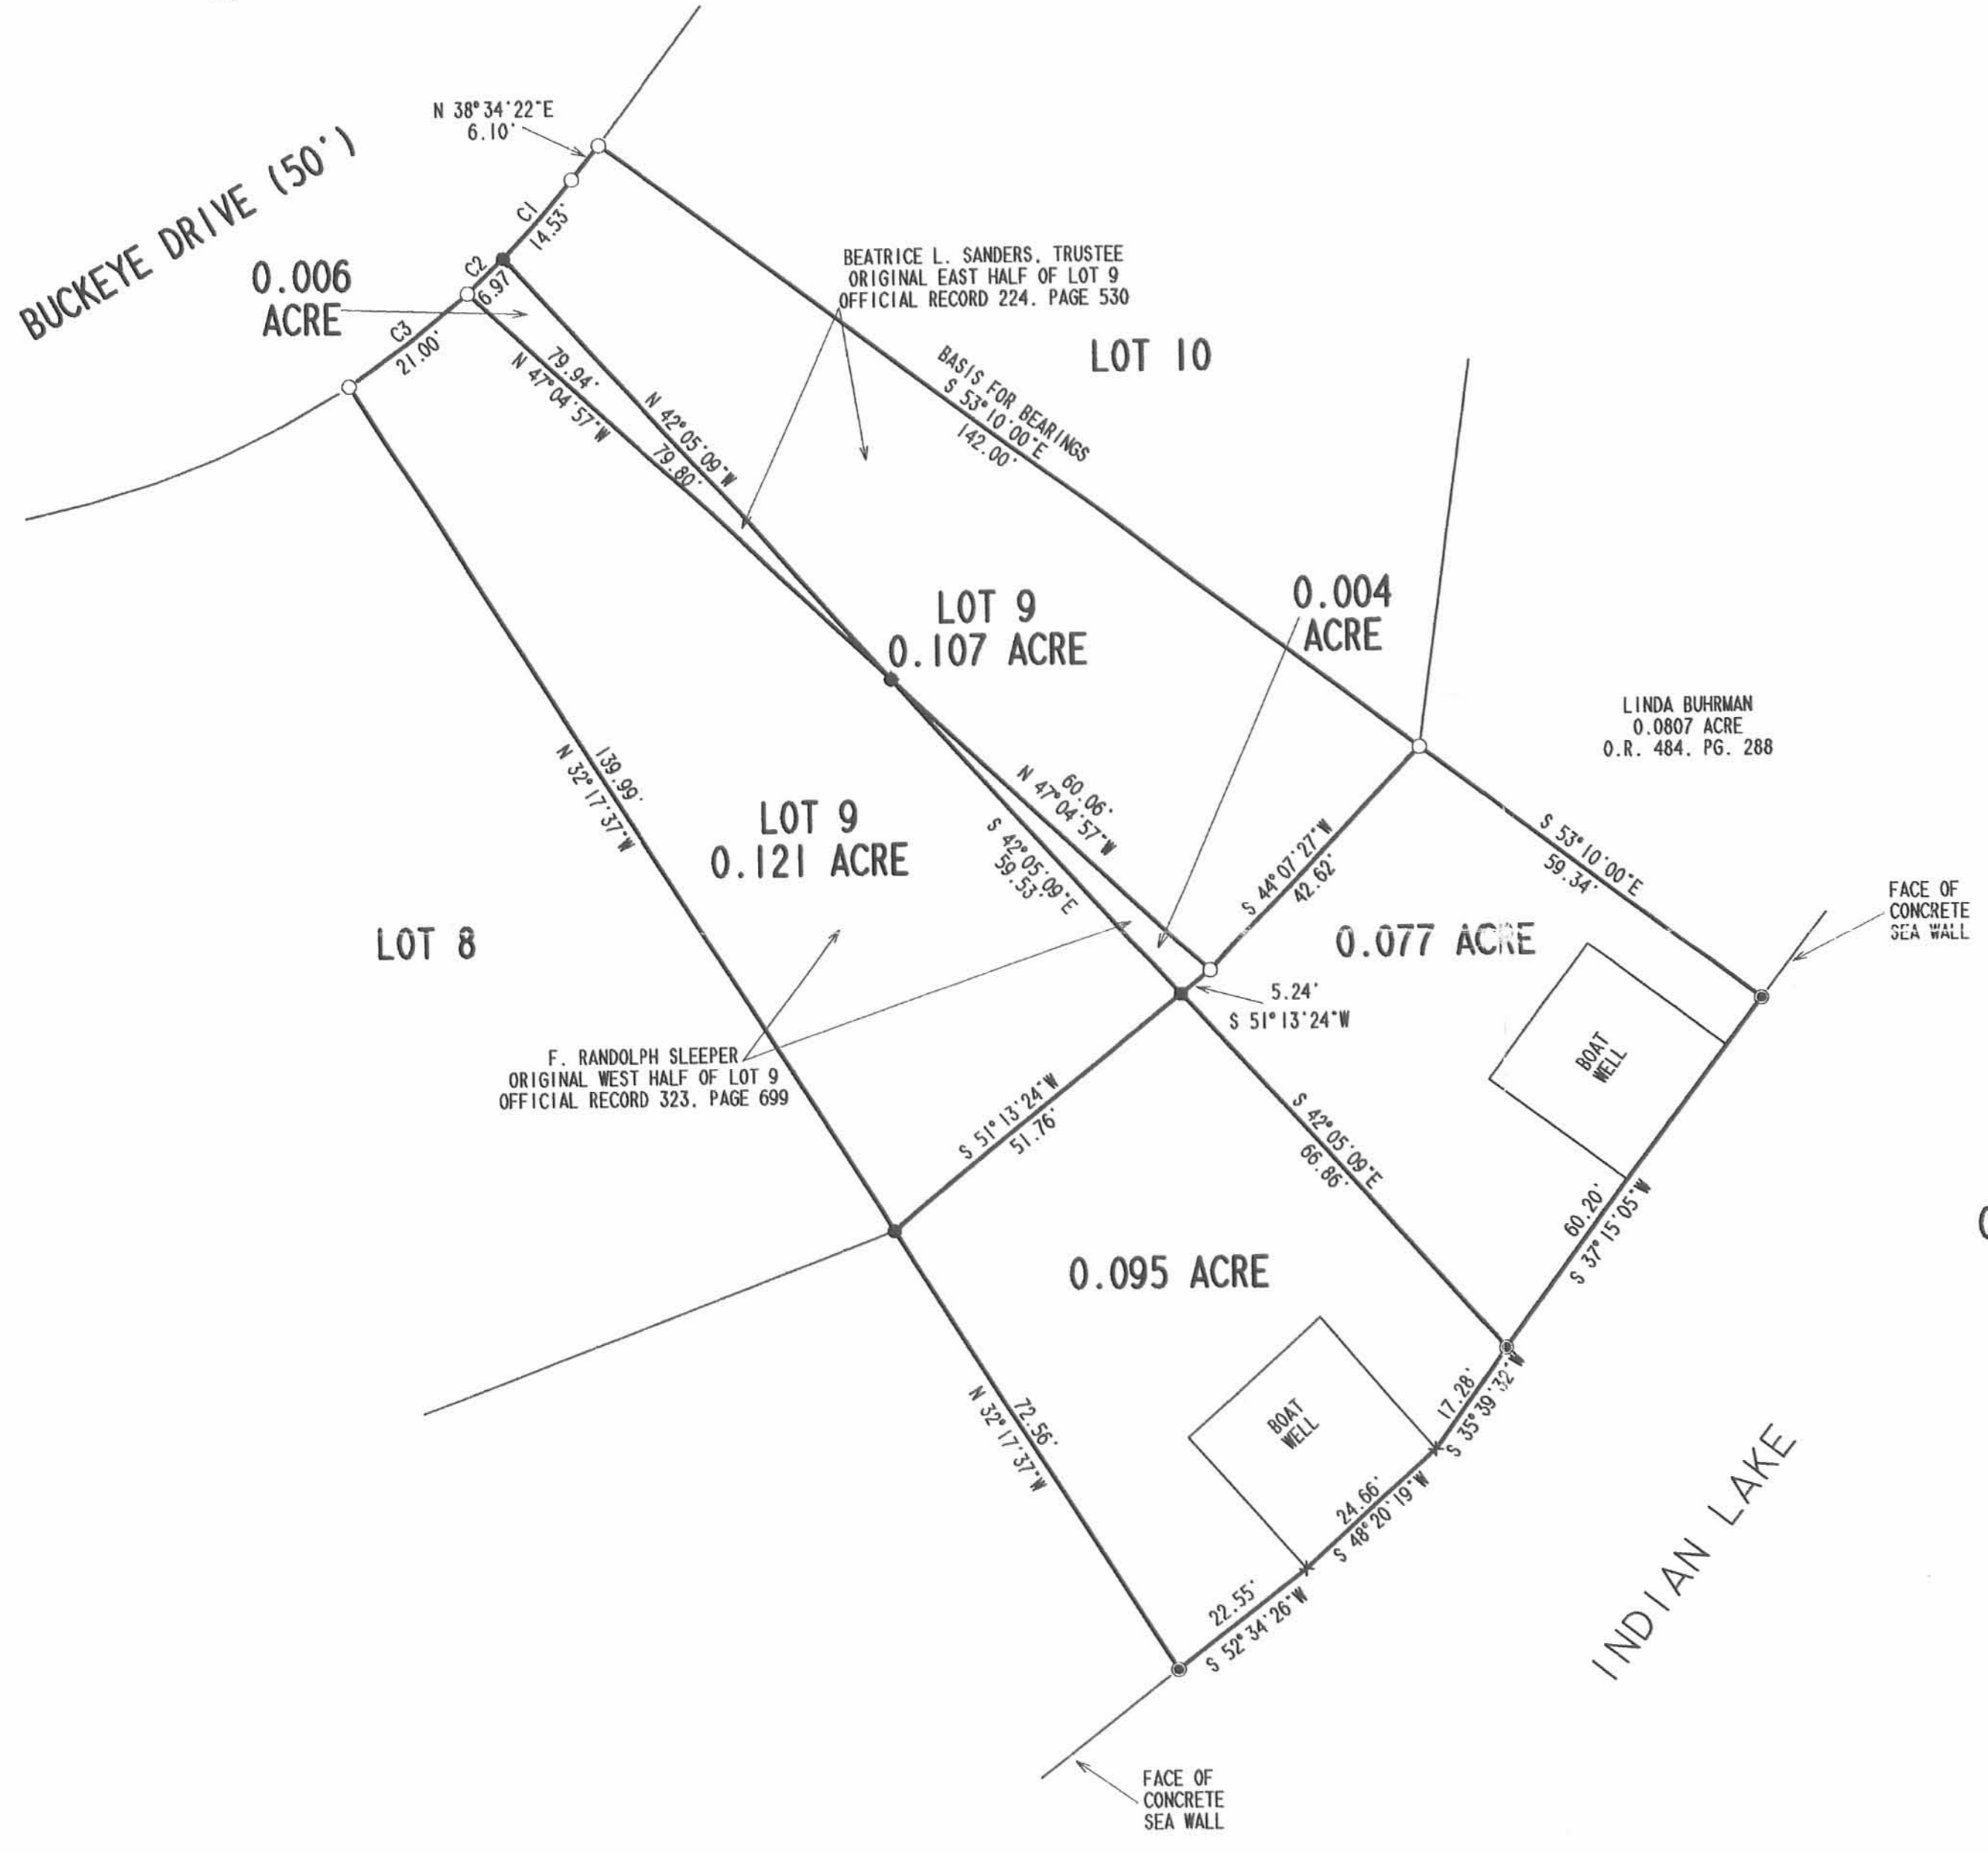 N 38°34'22"E
6.10'
BUCKEYE DRIVE (50')
C1
14.53'
0.006
ACRE
C2
6.97'
C3
21.00'
BEATRICE L. SANDERS, TRUSTEE
ORIGINAL EAST HALF OF LOT 9
OFFICIAL RECORD 224, PAGE 530
LOT 10
BASIS FOR BEARINGS
S 53°10'00"E
142.00'
79.94'
N 47°04'57"W
N 42°05'09"W
79.80'
LOT 9
0.107 ACRE
0.004
ACRE
LINDA BUHRMAN
0.0807 ACRE
O.R. 484, PG. 288
139.99'
N 32°17'37"W
LOT 9
0.121 ACRE
60.06'
N 47°04'57"W
S 42°05'09"E
59.53'
S 44°07'27"W
42.62'
S 53°10'00"E
59.34'
FACE OF
CONCRETE
SEA WALL
LOT 8
0.077 ACRE
5.24'
S 51°13'24"W
BOAT
WELL
F. RANDOLPH SLEEPER
ORIGINAL WEST HALF OF LOT 9
OFFICIAL RECORD 323, PAGE 699
S 51°13'24"W
51.76'
S 42°05'09"E
66.86'
60.20'
S 37°15'05"W
0.095 ACRE
BOAT
WELL
17.28'
S 35°39'32"W
72.56'
N 32°17'37"W
24.66'
S 48°20'19"W
22.55'
S 52°34'26"W
INDIAN LAKE
FACE OF
CONCRETE
SEA WALL